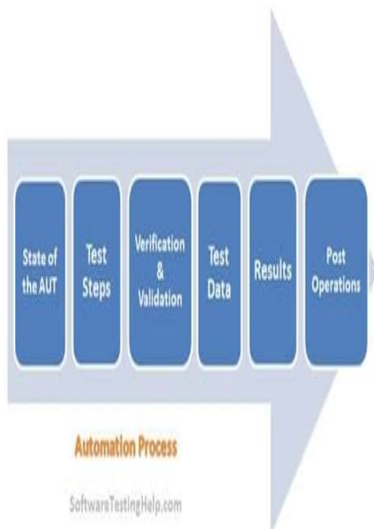 State of
the AUT
Test
Steps
Verification
&
Validation
Test
Data
Results
Post
Operations
Automation Process
SoftwareTestingHelp.com